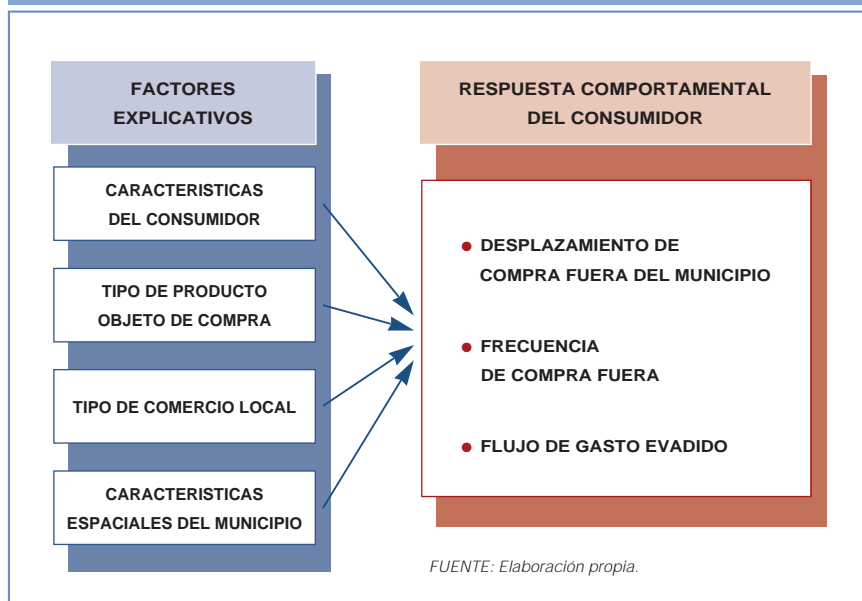 FACTORES
EXPLICATIVOS
CARACTERISTICAS
DEL CONSUMIDOR
TIPO DE PRODUCTO
OBJETO DE COMPRA
TIPO DE COMERCIO LOCAL
CARACTERISTICAS
ESPACIALES DEL MUNICIPIO
RESPUESTA COMPORTAMENTAL
DEL CONSUMIDOR
● DESPLAZAMIENTO DE
COMPRA FUERA DEL MUNICIPIO
● FRECUENCIA
DE COMPRA FUERA
● FLUJO DE GASTO EVADIDO
FUENTE: Elaboración propia.